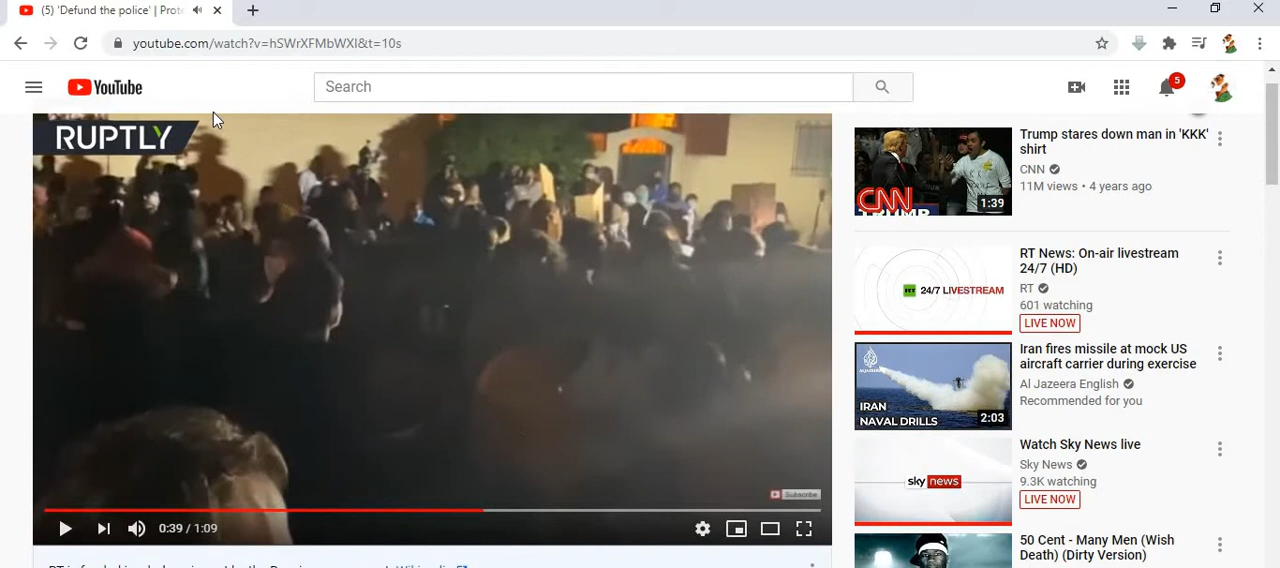 (5) 'Defund the police' | Prote
youtube.com/watch?v=hSWrXFMbWXI&t=10s
YouTube
Search
5
RUPTLY
Subscribe
0:39 / 1:09
CNN
TRUMP
1:39
Trump stares down man in 'KKK'
shirt
CNN
11M views • 4 years ago
RT 24/7 LIVESTREAM
RT News: On-air livestream
24/7 (HD)
RT
601 watching
LIVE NOW
IRAN
NAVAL DRILLS
2:03
Iran fires missile at mock US
aircraft carrier during exercise
Al Jazeera English
Recommended for you
sky news
Watch Sky News live
Sky News
9.3K watching
LIVE NOW
50 Cent - Many Men (Wish
Death) (Dirty Version)